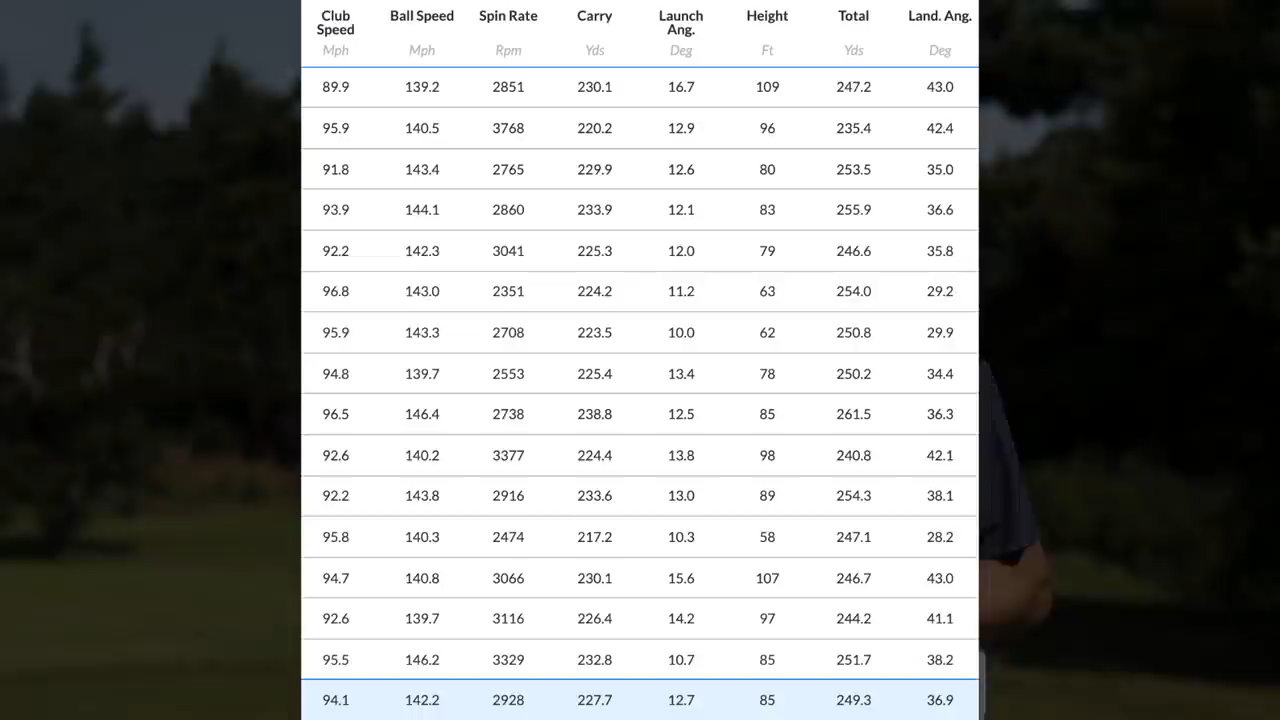 Club Speed Ball Speed Spin Rate Carry Launch Ang. Height Total Land. Ang.
Mph Mph Rpm Yds Deg Ft Yds Deg
89.9 139.2 2851 230.1 16.7 109 247.2 43.0
95.9 140.5 3768 220.2 12.9 96 235.4 42.4
91.8 143.4 2765 229.9 12.6 80 253.5 35.0
93.9 144.1 2860 233.9 12.1 83 255.9 36.6
92.2 142.3 3041 225.3 12.0 79 246.6 35.8
96.8 143.0 2351 224.2 11.2 63 254.0 29.2
95.9 143.3 2708 223.5 10.0 62 250.8 29.9
94.8 139.7 2553 225.4 13.4 78 250.2 34.4
96.5 146.4 2738 238.8 12.5 85 261.5 36.3
92.6 140.2 3377 224.4 13.8 98 240.8 42.1
92.2 143.8 2916 233.6 13.0 89 254.3 38.1
95.8 140.3 2474 217.2 10.3 58 247.1 28.2
94.7 140.8 3066 230.1 15.6 107 246.7 43.0
92.6 139.7 3116 226.4 14.2 97 244.2 41.1
95.5 146.2 3329 232.8 10.7 85 251.7 38.2
94.1 142.2 2928 227.7 12.7 85 249.3 36.9